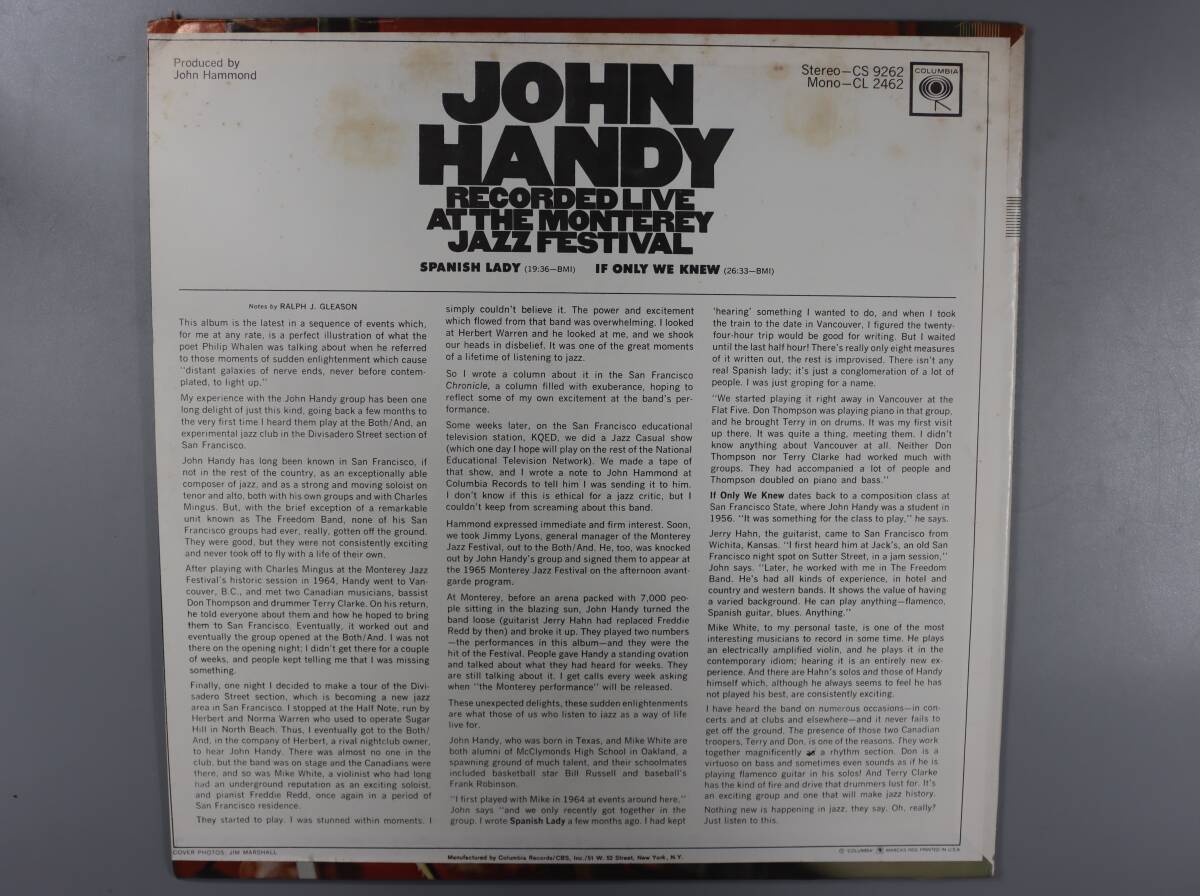 Produced by
John Hammond
JOHN
HANDY
RECORDED LIVE
AT THE MONTEREY
JAZZ FESTIVAL
Stereo—CS 9262
Mono—CL 2462
COLUMBIA
SPANISH LADY (19:36—BMI) IF ONLY WE KNEW (26:33—BMI)
Notes by RALPH J. GLEASON
This album is the latest in a sequence of events which,
for me at any rate, is a perfect illustration of what the
poet Philip Whalen was talking about when he referred
to those moments of sudden enlightenment which cause
"distant galaxies of nerve ends, never before contem-
plated, to light up."
My experience with the John Handy group has been one
long delight of just this kind, going back a few months to
the very first time I heard them play at the Both/And, an
experimental jazz club in the Divisadero Street section of
San Francisco.
John Handy has long been known in San Francisco, if
not in the rest of the country, as an exceptionally able
composer of jazz, and as a strong and moving soloist on
tenor and alto, both with his own groups and with Charles
Mingus. But, with the brief exception of a remarkable
unit known as The Freedom Band, none of his San
Francisco groups had ever, really, gotten off the ground.
They were good, but they were not consistently exciting
and never took off to fly with a life of their own.
After playing with Charles Mingus at the Monterey Jazz
Festival's historic session in 1964, Handy went to Van-
couver, B.C., and met two Canadian musicians, bassist
Don Thompson and drummer Terry Clarke. On his return,
he told everyone about them and how he hoped to bring
them to San Francisco. Eventually, it worked out and
eventually the group opened at the Both/And. I was not
there on the opening night; I didn't get there for a couple
of weeks, and people kept telling me that I was missing
something.
Finally, one night I decided to make a tour of the Divi-
sadero Street section, which is becoming a new jazz
area in San Francisco. I stopped at the Half Note, run by
Herbert and Norma Warren who used to operate Sugar
Hill in North Beach. Thus, I eventually got to the Both/
And, in the company of Herbert, a rival nightclub owner,
to hear John Handy. There was almost no one in the
club, but the band was on stage and the Canadians were
there, and so was Mike White, a violinist who had long
had an underground reputation as an exciting soloist,
and pianist Freddie Redd, once again in a period of
San Francisco residence.
They started to play. I was stunned within moments. I
simply couldn't believe it. The power and excitement
which flowed from that band was overwhelming. I looked
at Herbert Warren and he looked at me, and we shook
our heads in disbelief. It was one of the great moments
of a lifetime of listening to jazz.
So I wrote a column about it in the San Francisco
Chronicle, a column filled with exuberance, hoping to
reflect some of my own excitement at the band's per-
formance.
Some weeks later, on the San Francisco educational
television station, KQED, we did a Jazz Casual show
(which one day I hope will play on the rest of the National
Educational Television Network). We made a tape of
that show, and I wrote a note to John Hammond at
Columbia Records to tell him I was sending it to him.
I don't know if this is ethical for a jazz critic, but I
couldn't keep from screaming about this band.
Hammond expressed immediate and firm interest. Soon,
we took Jimmy Lyons, general manager of the Monterey
Jazz Festival, out to the Both/And. He, too, was knocked
out by John Handy's group and signed them to appear at
the 1965 Monterey Jazz Festival on the afternoon avant-
garde program.
At Monterey, before an arena packed with 7,000 peo-
ple sitting in the blazing sun, John Handy turned the
band loose (guitarist Jerry Hahn had replaced Freddie
Redd by then) and broke it up. They played two numbers
—the performances in this album—and they were the
hit of the Festival. People gave Handy a standing ovation
and talked about what they had heard for weeks. They
are still talking about it. I get calls every week asking
when "the Monterey performance" will be released.
These unexpected delights, these sudden enlightenments
are what those of us who listen to jazz as a way of life
live for.
John Handy, who was born in Texas, and Mike White are
both alumni of McClymonds High School in Oakland, a
spawning ground of much talent, and their schoolmates
included basketball star Bill Russell and baseball's
Frank Robinson.
"I first played with Mike in 1964 at events around here,"
John says "and we only recently got together in the
group. I wrote Spanish Lady a few months ago. I had kept
'hearing' something I wanted to do, and when I took
the train to the date in Vancouver, I figured the twenty-
four-hour trip would be good for writing. But I waited
until the last half hour! There's really only eight measures
of it written out, the rest is improvised. There isn't any
real Spanish lady; it's just a conglomeration of a lot of
people. I was just groping for a name.
"We started playing it right away in Vancouver at the
Flat Five. Don Thompson was playing piano in that group,
and he brought Terry in on drums. It was my first visit
up there. It was quite a thing, meeting them. I didn't
know anything about Vancouver at all. Neither Don
Thompson nor Terry Clarke had worked much with
groups. They had accompanied a lot of people and
Thompson doubled on piano and bass."
If Only We Knew dates back to a composition class at
San Francisco State, where John Handy was a student in
1956. "It was something for the class to play," he says.
Jerry Hahn, the guitarist, came to San Francisco from
Wichita, Kansas. "I first heard him at Jack's, an old San
Francisco night spot on Sutter Street, in a jam session,"
John says. "Later, he worked with me in The Freedom
Band. He's had all kinds of experience, in hotel and
country and western bands. It shows the value of having
a varied background. He can play anything—flamenco,
Spanish guitar, blues. Anything."
Mike White, to my personal taste, is one of the most
interesting musicians to record in some time. He plays
an electrically amplified violin, and he plays it in the
contemporary idiom; hearing it is an entirely new ex-
perience. And there are Hahn's solos and those of Handy
himself which, although he always seems to feel he has
not played his best, are consistently exciting.
I have heard the band on numerous occasions—in con-
certs and at clubs and elsewhere—and it never fails to
get off the ground. The presence of those two Canadian
troopers, Terry and Don, is one of the reasons. They work
together magnificently as a rhythm section. Don is a
virtuoso on bass and sometimes even sounds as if he is
playing flamenco guitar in his solos! And Terry Clarke
has the kind of fire and drive that drummers lust for. It's
an exciting group and one that will make jazz history.
Nothing new is happening in jazz, they say. Oh, really?
Just listen to this.
COVER PHOTOS: JIM MARSHALL
Manufactured by Columbia Records/CBS, Inc./51 W. 52 Street, New York, N.Y.
© COLUMBIA MARCAS REG. PRINTED IN U.S.A.